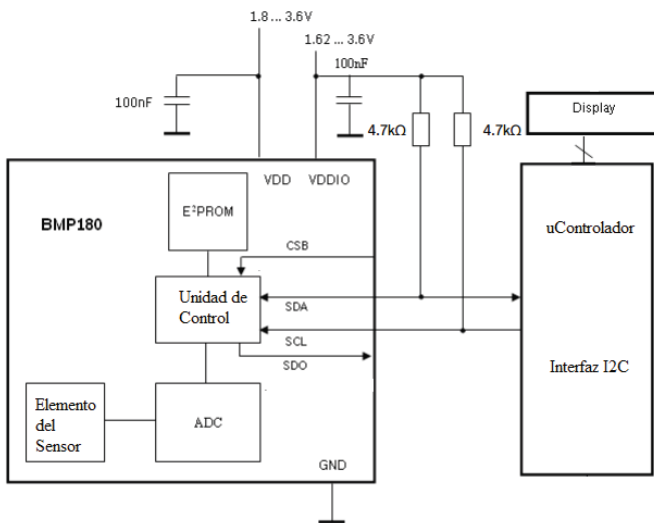 1.8 ... 3.6V
1.62 ... 3.6V
100nF
100nF
4.7kΩ
4.7kΩ
Display
VDD
VDDIO
BMP180
E²PROM
uControlador
CSB
Unidad de
Control
SDA
SCL
SDO
Interfaz I2C
Elemento
del
Sensor
ADC
GND